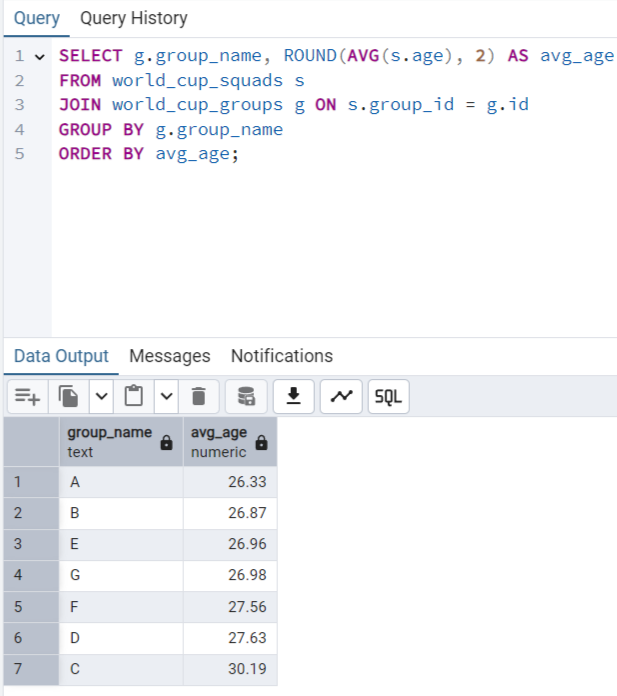 Query Query History
1 SELECT g.group_name, ROUND(AVG(s.age), 2) AS avg_age
2 FROM world_cup_squads s
3 JOIN world_cup_groups g ON s.group_id = g.id
4 GROUP BY g.group_name
5 ORDER BY avg_age;
Data Output Messages Notifications
SQL
group_name avg_age
text numeric
1 A 26.33
2 B 26.87
3 E 26.96
4 G 26.98
5 F 27.56
6 D 27.63
7 C 30.19